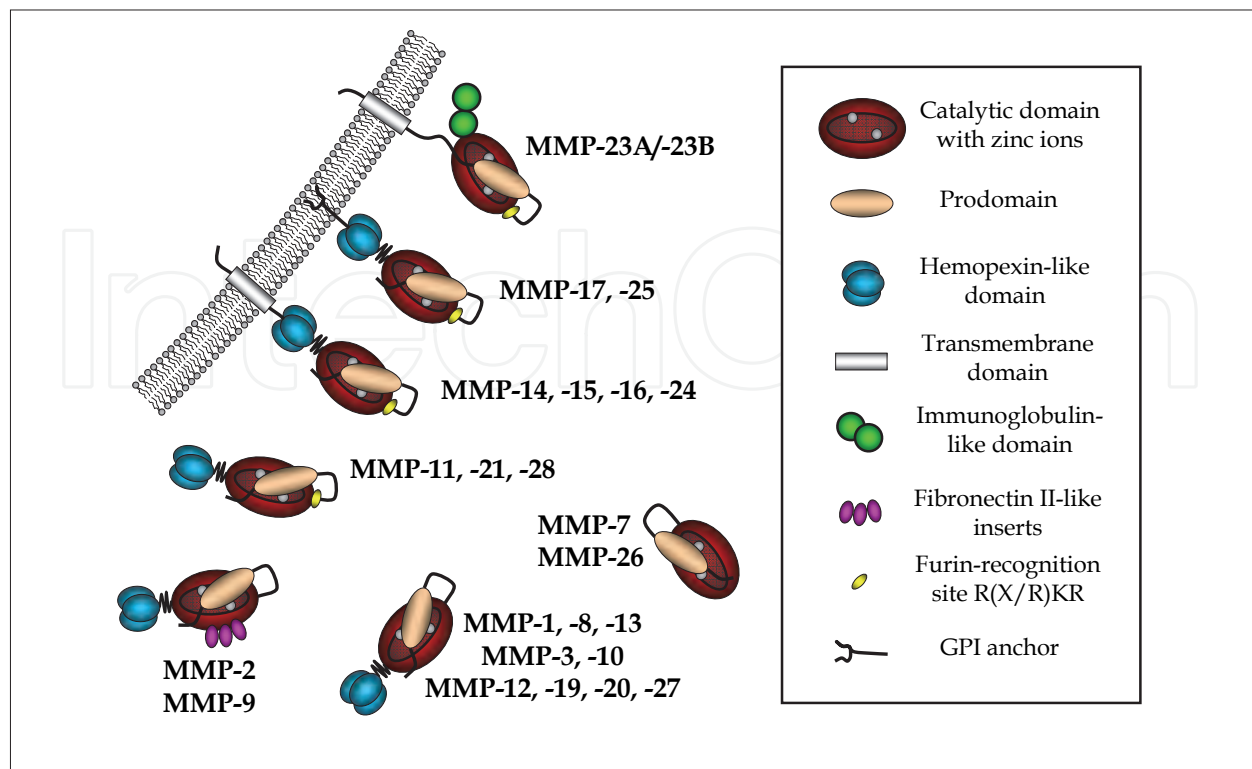 MMP-23A/-23B
MMP-17, -25
MMP-14, -15, -16, -24
MMP-11, -21, -28
MMP-7
MMP-26
MMP-1, -8, -13
MMP-3, -10
MMP-12, -19, -20, -27
MMP-2
MMP-9
Catalytic domain
with zinc ions
Prodomain
Hemopexin-like
domain
Transmembrane
domain
Immunoglobulin-
like domain
Fibronectin II-like
inserts
Furin-recognition
site R(X/R)KR
GPI anchor